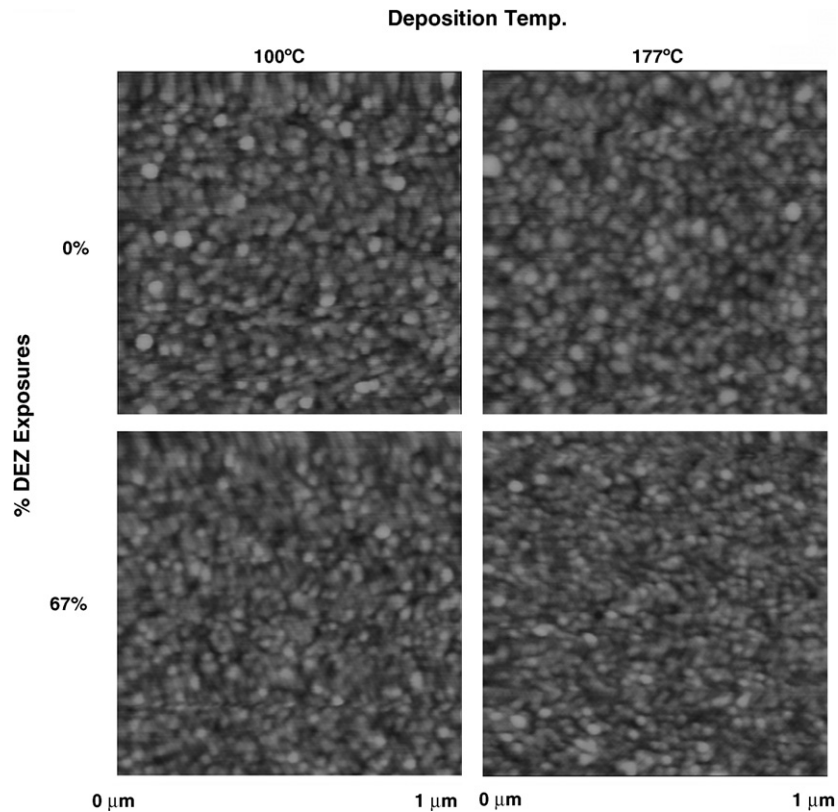 Deposition Temp.
100ºC
177ºC
0%
% DEZ Exposures
67%
0 μm
1 μm
0 μm
1 μm